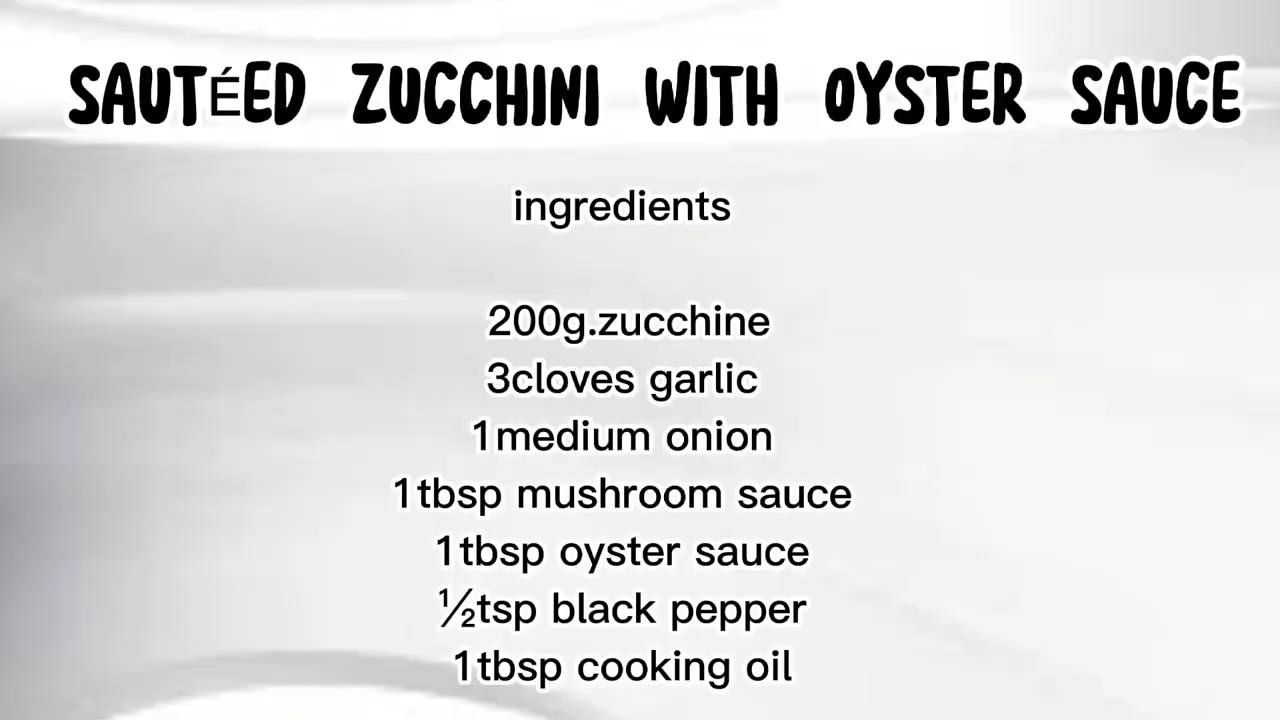 SAUTÉED ZUCCHINI WITH OYSTER SAUCE
ingredients
200g.zucchine
3cloves garlic
1medium onion
1tbsp mushroom sauce
1tbsp oyster sauce
½tsp black pepper
1tbsp cooking oil